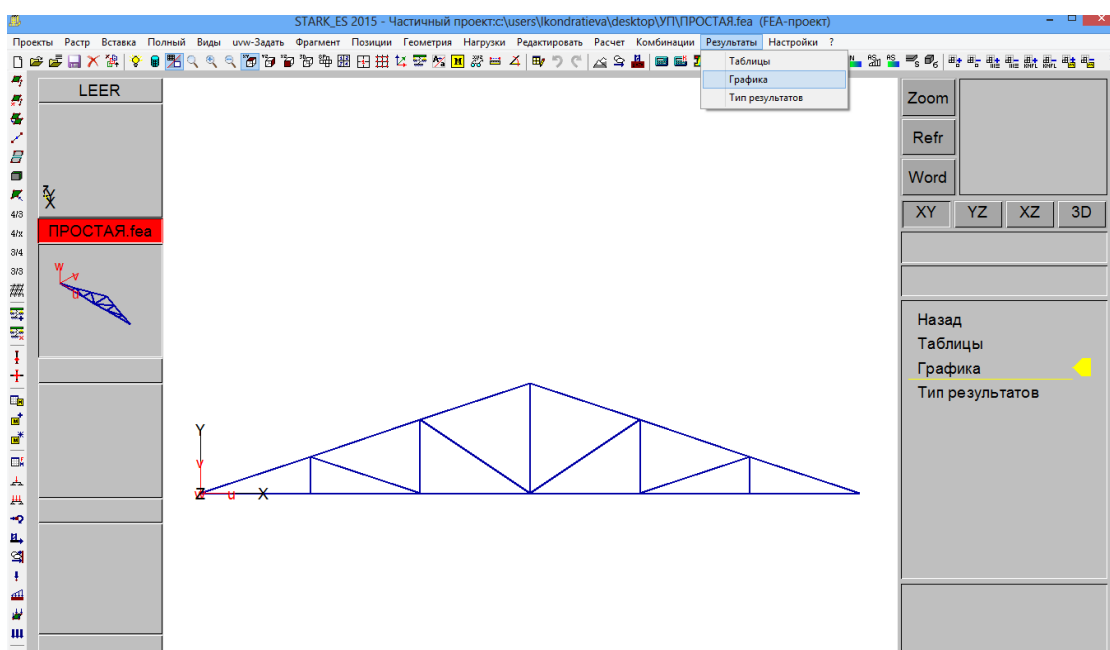 STARK_ES 2015 - Частичный проект:c:\users\lkondratieva\desktop\УП\ПРОСТАЯ.fea (FEA-проект)
Проекты Растр Вставка Полный Виды uvw-Задать Фрагмент Позиции Геометрия Нагрузки Редактировать Расчет Комбинации Результаты Настройки ?
Таблицы
Графика
Тип результатов
LEER
Zoom
Refr
Word
Z
Y
X
4/3
4/x
3/4
3/3
ПРОСТАЯ.fea
XY YZ XZ 3D
w
v
u
Назад
Таблицы
Графика
Тип результатов
Y
v
Z u X